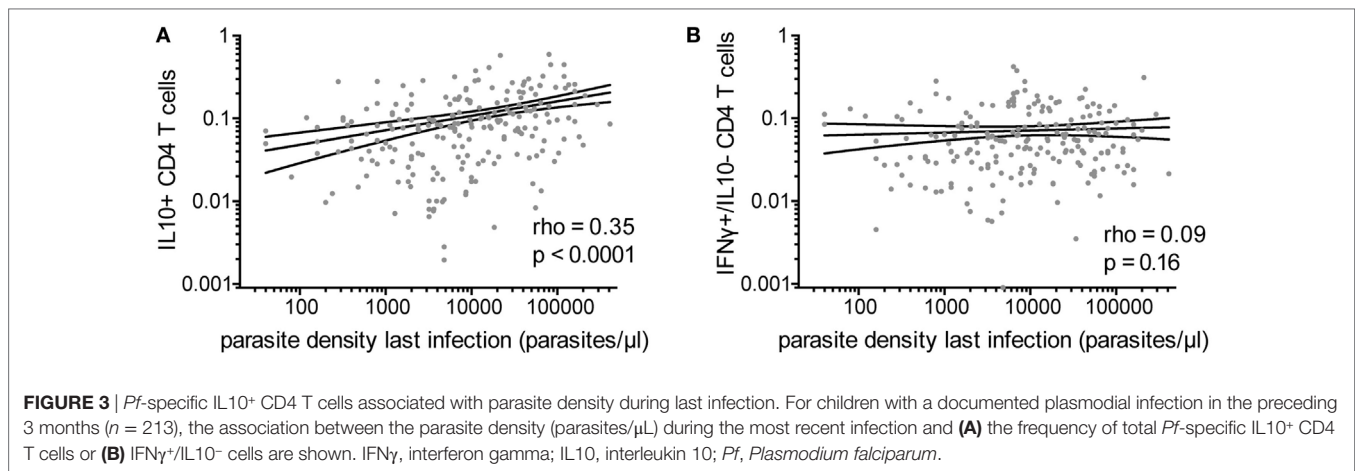 A
1
0.1
0.01
0.001
IL10+ CD4 T cells
rho = 0.35
p < 0.0001
100 1000 10000 100000
parasite density last infection (parasites/µl)
B
1
0.1
0.01
0.001
IFNγ+/IL10- CD4 T cells
rho = 0.09
p = 0.16
100 1000 10000 100000
parasite density last infection (parasites/µl)
FIGURE 3 | Pf-specific IL10⁺ CD4 T cells associated with parasite density during last infection. For children with a documented plasmodial infection in the preceding
3 months (n = 213), the association between the parasite density (parasites/μL) during the most recent infection and (A) the frequency of total Pf-specific IL10⁺ CD4
T cells or (B) IFNγ⁺/IL10⁻ cells are shown. IFNγ, interferon gamma; IL10, interleukin 10; Pf, Plasmodium falciparum.